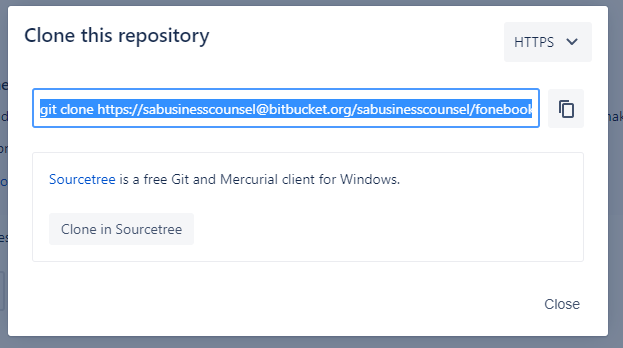 Clone this repository
HTTPS
git clone https://sabusinesscounsel@bitbucket.org/sabusinesscounsel/fonebook
Sourcetree is a free Git and Mercurial client for Windows.
Clone in Sourcetree
Close